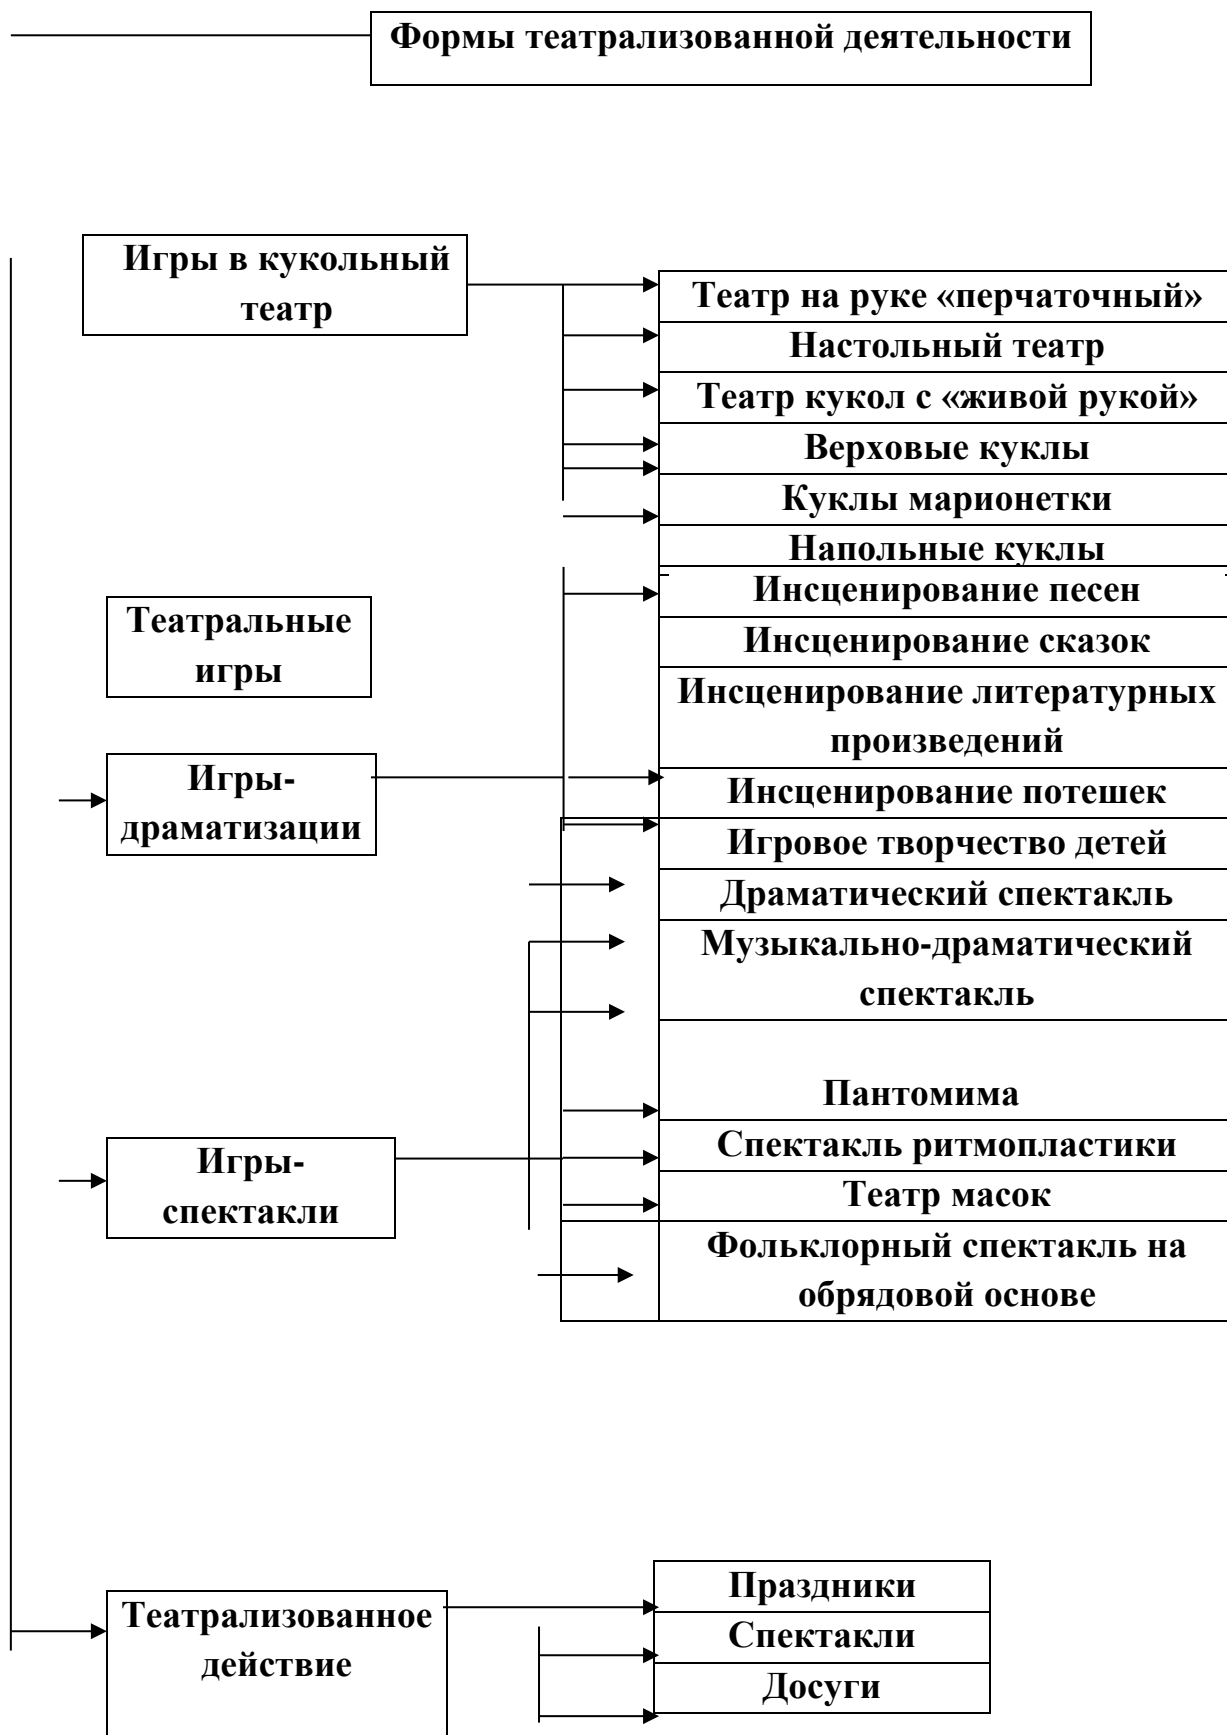 Формы театрализованной деятельности
Игры в кукольный
театр
Театр на руке «перчаточный»
Настольный театр
Театр кукол с «живой рукой»
Верховые куклы
Куклы марионетки
Напольные куклы
Театральные
игры
Инсценирование песен
Инсценирование сказок
Инсценирование литературных
произведений
Инсценирование потешек
Игры-
драматизации
Игровое творчество детей
Драматический спектакль
Музыкально-драматический
спектакль
Пантомима
Спектакль ритмопластики
Театр масок
Фольклорный спектакль на
обрядовой основе
Игры-
спектакли
Театрализованное
действие
Праздники
Спектакли
Досуги